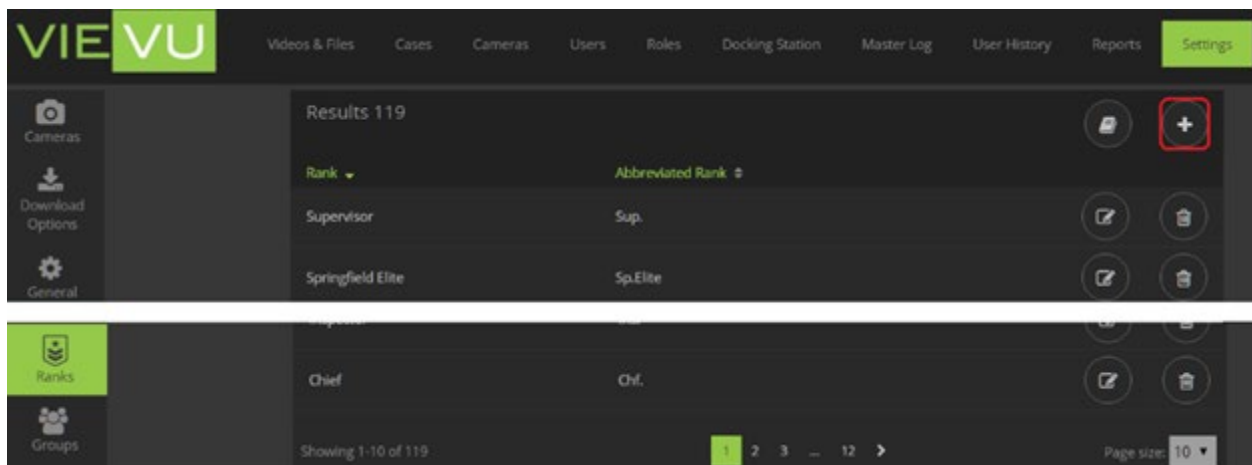 VIEVU
Videos & Files Cases Cameras Users Roles Docking Station Master Log User History Reports Settings
Cameras
Download
Options
General
Results 119
Rank Abbreviated Rank
Supervisor Sup.
Springfield Elite Sp.Elite
Ranks
Groups
Chief Chf.
Showing 1-10 of 119 1 2 3 ... 12 Page size: 10